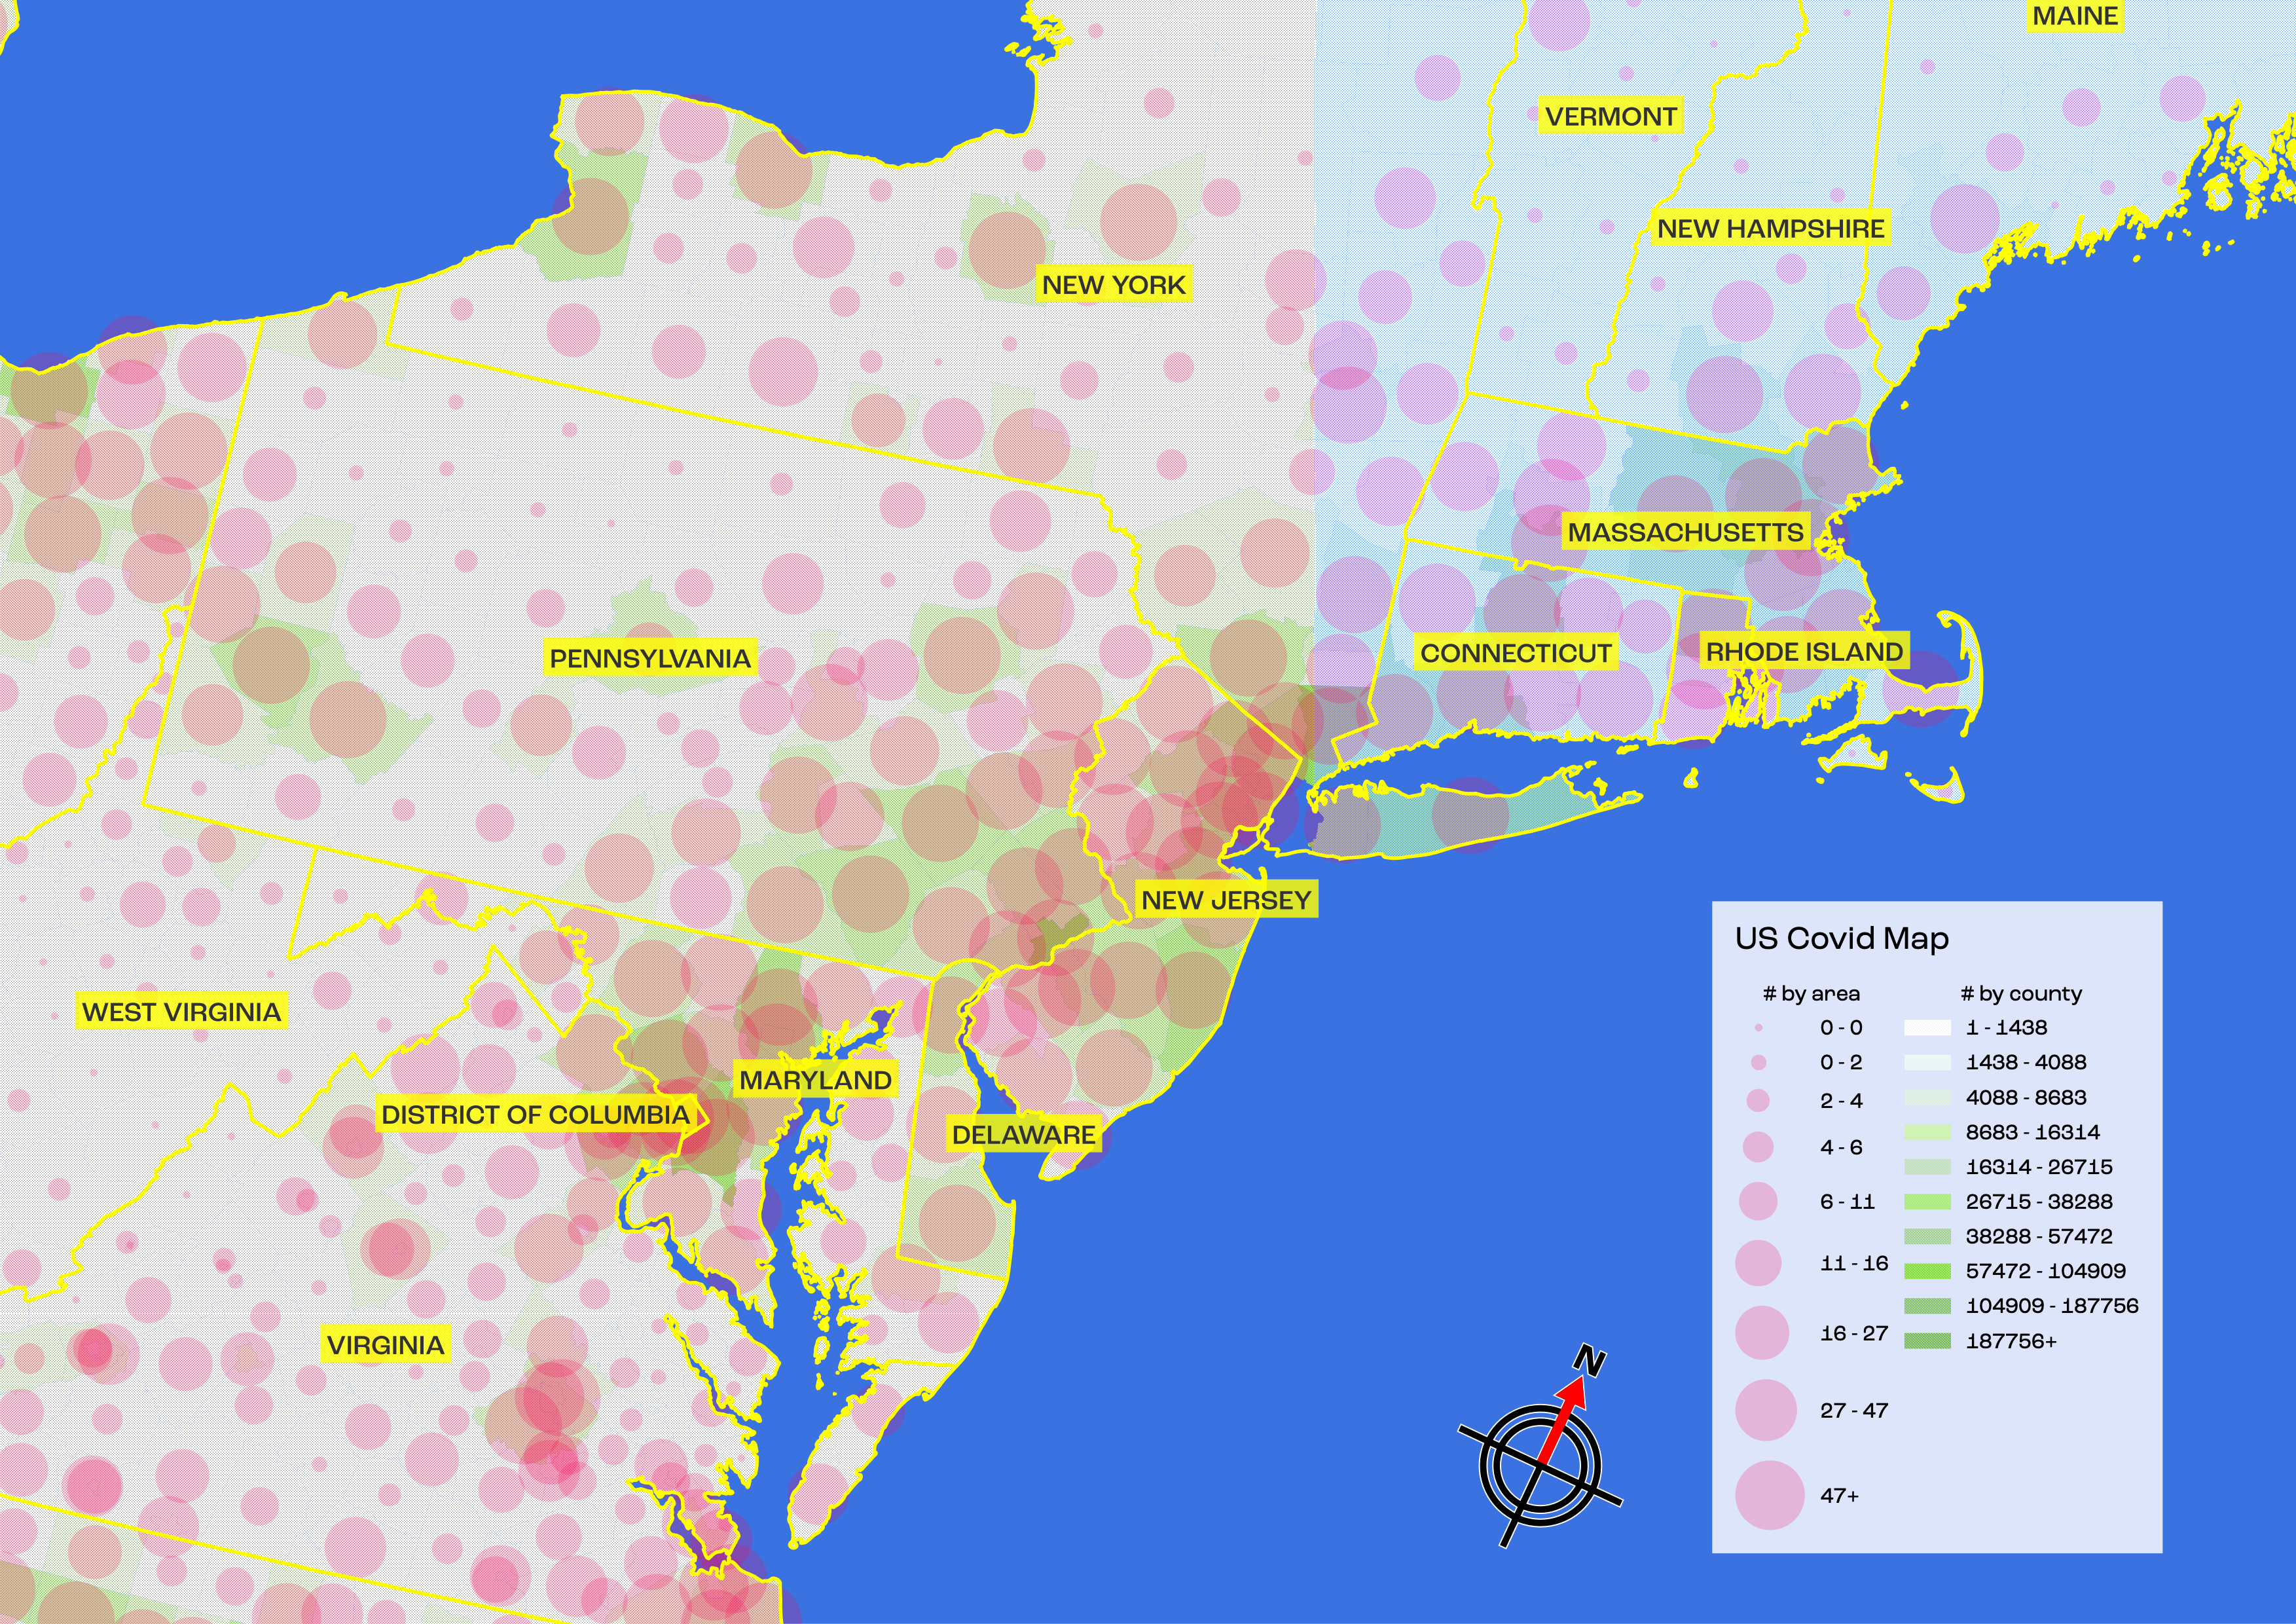 MAINE
VERMONT
NEW HAMPSHIRE
NEW YORK
MASSACHUSETTS
PENNSYLVANIA
CONNECTICUT
RHODE ISLAND
NEW JERSEY
WEST VIRGINIA
MARYLAND
DISTRICT OF COLUMBIA
DELAWARE
VIRGINIA
US Covid Map
# by area
0 - 0
0 - 2
2 - 4
4 - 6
6 - 11
11 - 16
16 - 27
27 - 47
47+
# by county
1 - 1438
1438 - 4088
4088 - 8683
8683 - 16314
16314 - 26715
26715 - 38288
38288 - 57472
57472 - 104909
104909 - 187756
187756+
N